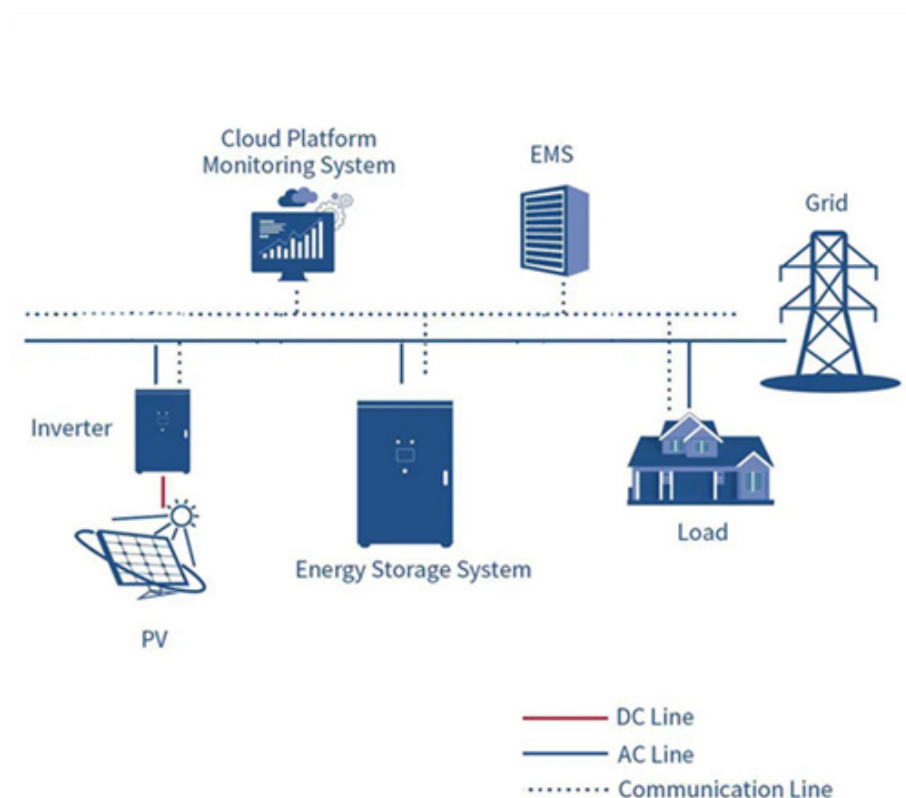 Cloud Platform
Monitoring System
EMS
Grid
Inverter
Load
Energy Storage System
PV
DC Line
AC Line
Communication Line